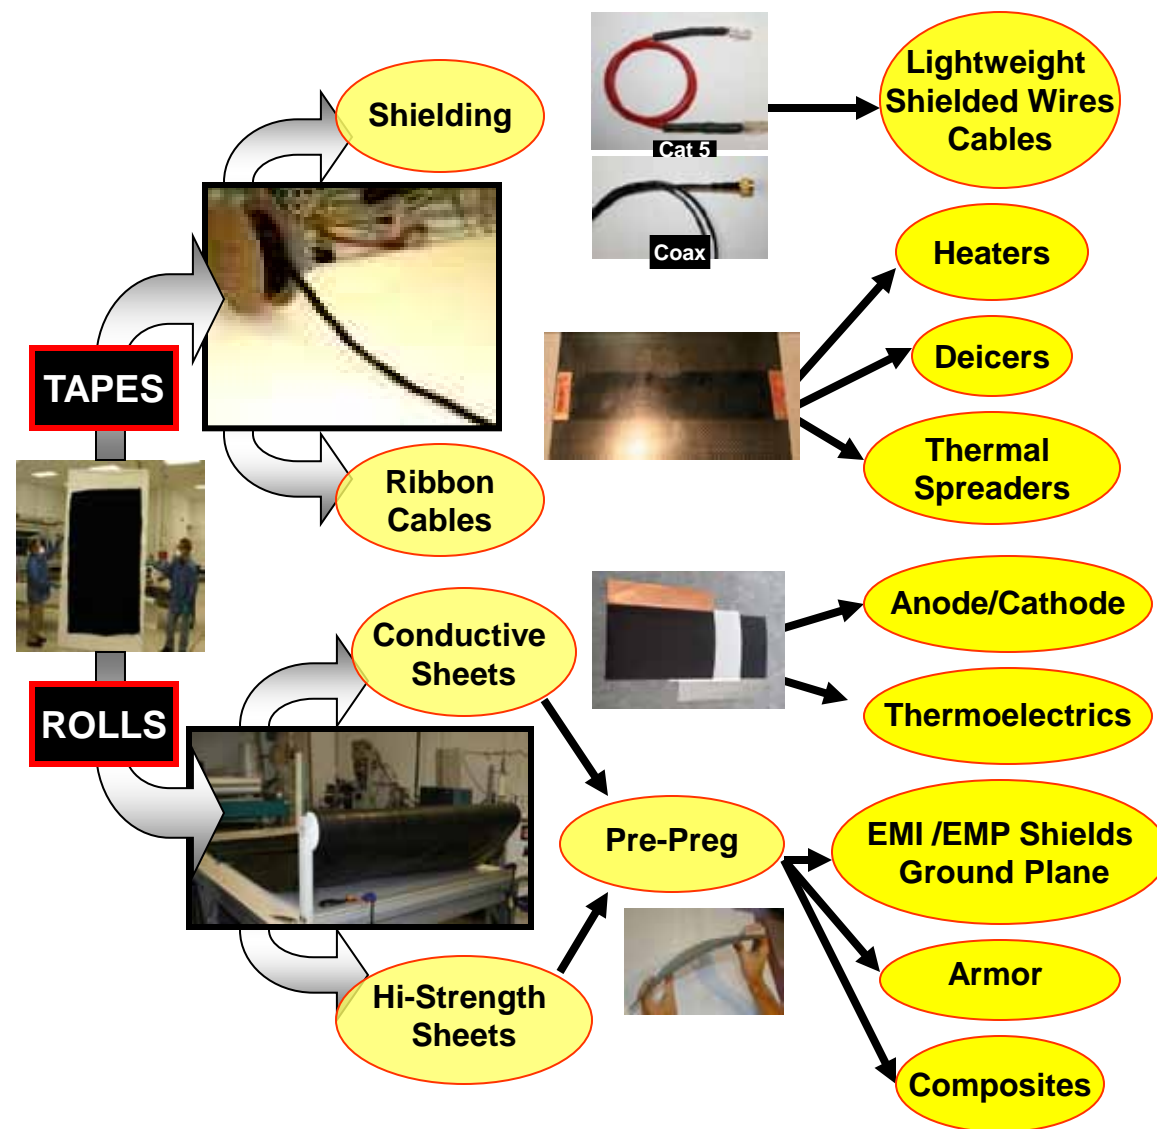 Shielding
Cat 5
Coax
Lightweight
Shielded Wires
Cables
Heaters
Deicers
Thermal
Spreaders
TAPES
Ribbon
Cables
ROLLS
Conductive
Sheets
Anode/Cathode
Thermoelectrics
Pre-Preg
EMI /EMP Shields
Ground Plane
Hi-Strength
Sheets
Armor
Composites